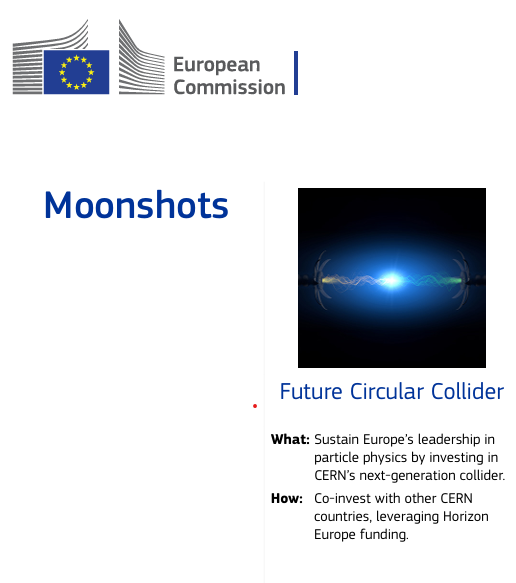 European
Commission
Moonshots
Future Circular Collider
What: Sustain Europe's leadership in
particle physics by investing in
CERN's next-generation collider.
How: Co-invest with other CERN
countries, leveraging Horizon
Europe funding.